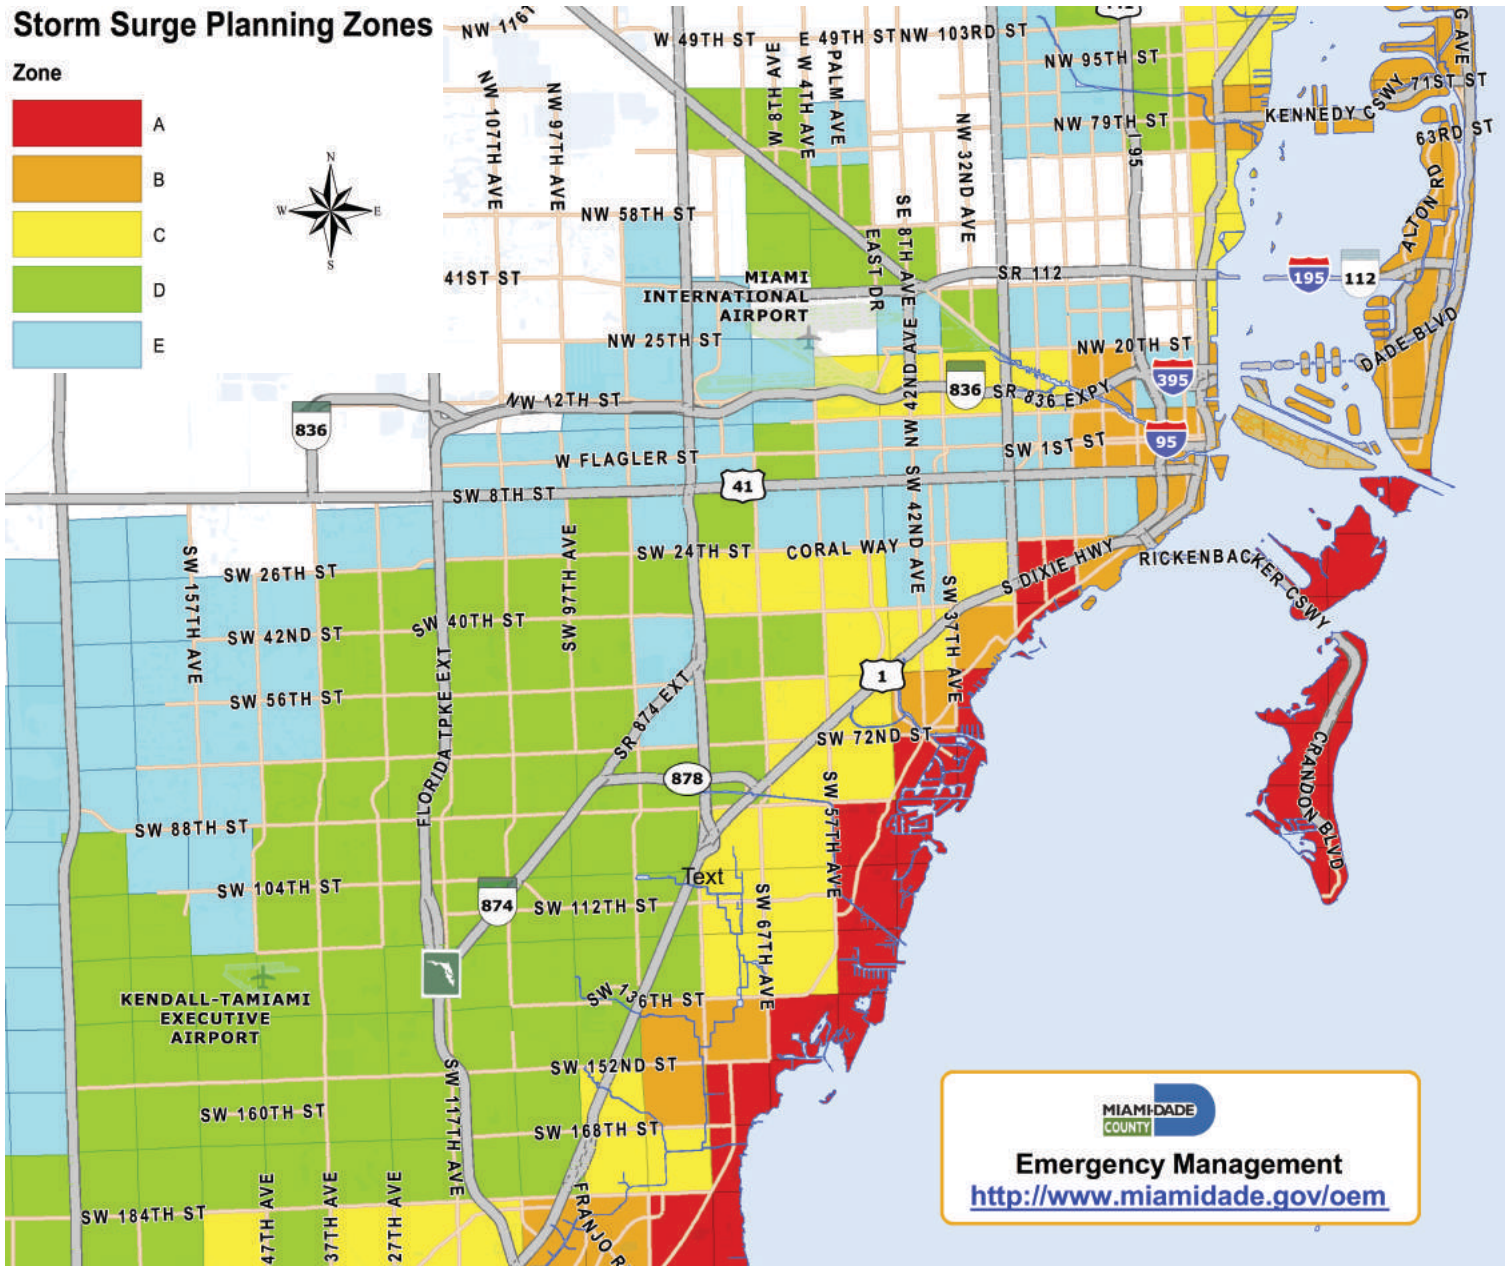 Storm Surge Planning Zones
Zone
A
B
C
D
E
N
W
E
S
W 49TH ST
E 49TH ST
NW 103RD ST
NW 95TH ST
NW 79TH ST
I 95
KENNEDY CSWY
71ST ST
63RD ST
ALTON RD
NW 107TH AVE
NW 97TH AVE
W 8TH AVE
E W 4TH AVE
PALM AVE
NW 32ND AVE
NW 58TH ST
SE 8TH AVE
EAST DR
41ST ST
MIAMI
INTERNATIONAL
AIRPORT
SR 112
195
112
NW 25TH ST
NW 42ND AVE
NW 20TH ST
DADE BLVD
836
NW 12TH ST
836
SR 836 EXPY
395
W FLAGLER ST
SW 1ST ST
95
SW 8TH ST
41
SW 42ND AVE
SW 157TH AVE
SW 26TH ST
SW 97TH AVE
SW 24TH ST
CORAL WAY
S DIXIE HWY
RICKENBACKER CSWY
SW 42ND ST
SW 40TH ST
SW 37TH AVE
SW 56TH ST
FLORIDA TPKE EXT
SR 874 EXT
1
SW 72ND ST
878
SW 57TH AVE
CRANDON BLVD
SW 88TH ST
SW 104TH ST
874
SW 112TH ST
Text
SW 67TH AVE
KENDALL-TAMIAMI
EXECUTIVE
AIRPORT
SW 136TH ST
SW 152ND ST
SW 117TH AVE
SW 160TH ST
SW 168TH ST
SW 184TH ST
47TH AVE
37TH AVE
27TH AVE
FRANJO R
MIAMI-DADE
COUNTY
Emergency Management
http://www.miamidade.gov/oem